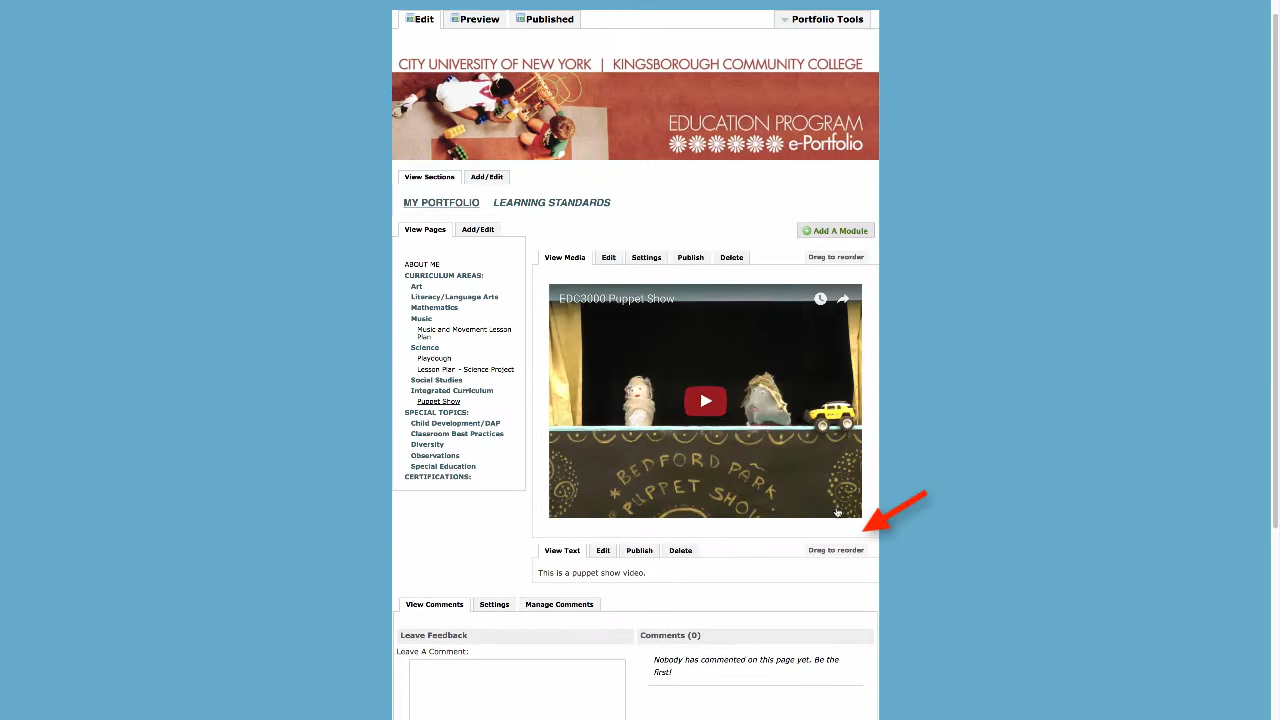 Edit Preview Published Portfolio Tools
CITY UNIVERSITY OF NEW YORK | KINGSBOROUGH COMMUNITY COLLEGE
EDUCATION PROGRAM
e-Portfolio
View Sections Add/Edit
MY PORTFOLIO LEARNING STANDARDS
View Pages Add/Edit
Add A Module
ABOUT ME
CURRICULUM AREAS:
Art
Literacy/Language Arts
Mathematics
Music
Music and Movement Lesson
Plan
Science
Playdough
Lesson Plan - Science Project
Social Studies
Integrated Curriculum
Puppet Show
SPECIAL TOPICS:
Child Development/DAP
Classroom Best Practices
Diversity
Observations
Special Education
CERTIFICATIONS:
View Media Edit Settings Publish Delete Drag to reorder
EDC3000 Puppet Show
BEDFORD PARK
PUPPET SHOW
View Text Edit Publish Delete Drag to reorder
This is a puppet show video.
View Comments Settings Manage Comments
Leave Feedback
Leave A Comment:
Comments (0)
Nobody has commented on this page yet. Be the
first!